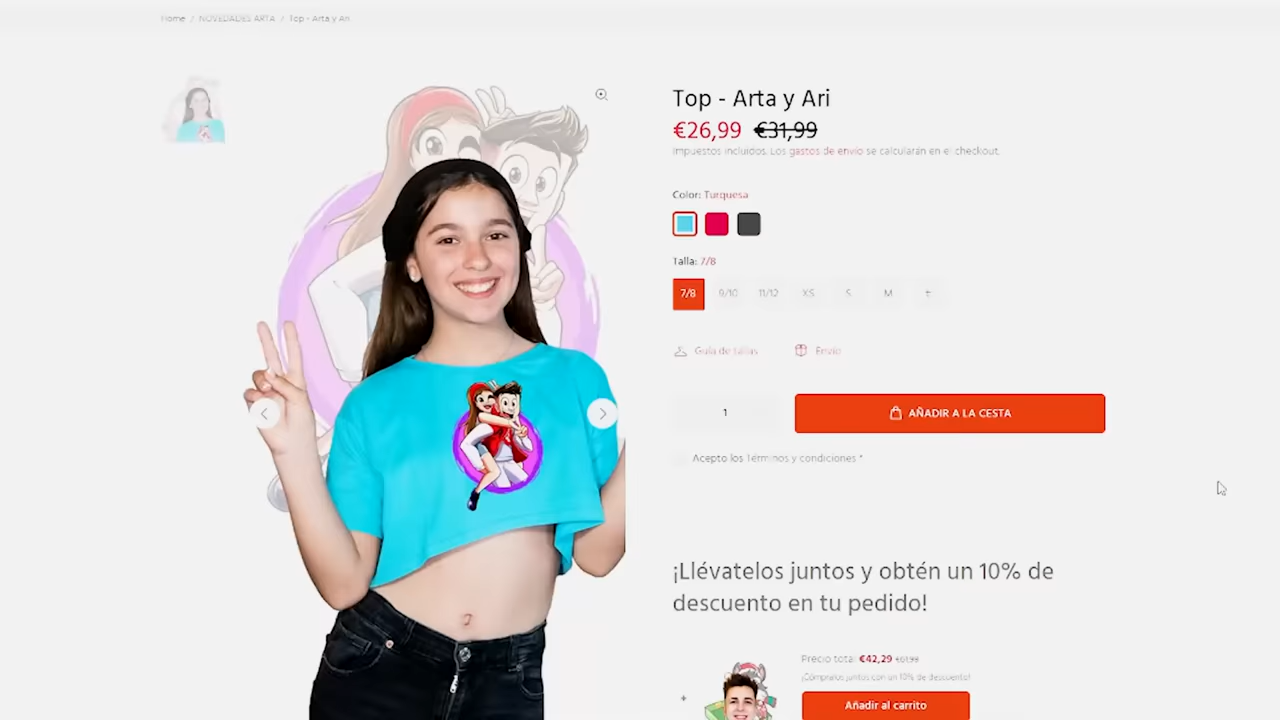 Home / NOVEDADES ARTA / Top - Arta y Ari
Top - Arta y Ari
€26,99 €31,99
Impuestos incluidos. Los gastos de envío se calcularán en el checkout.
Color: Turquesa
Talla: 7/8
7/8 9/10 11/12 XS S M L
Guía de tallas Envío
1 AÑADIR A LA CESTA
Acepto los Términos y condiciones *
¡Llévatelos juntos y obtén un 10% de
descuento en tu pedido!
Precio total: €42,29 €61,98
¡Cómpralos juntos con un 10% de descuento!
+
Añadir al carrito